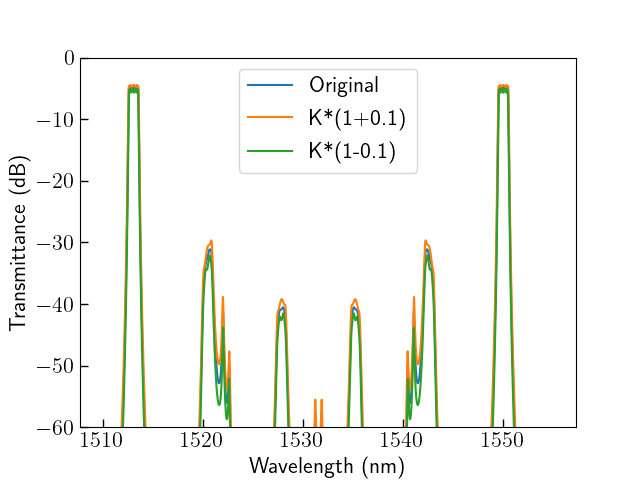 0
−10
−20
−30
−40
−50
−60
Transmittance (dB)
Original
K*(1+0.1)
K*(1-0.1)
1510 1520 1530 1540 1550
Wavelength (nm)